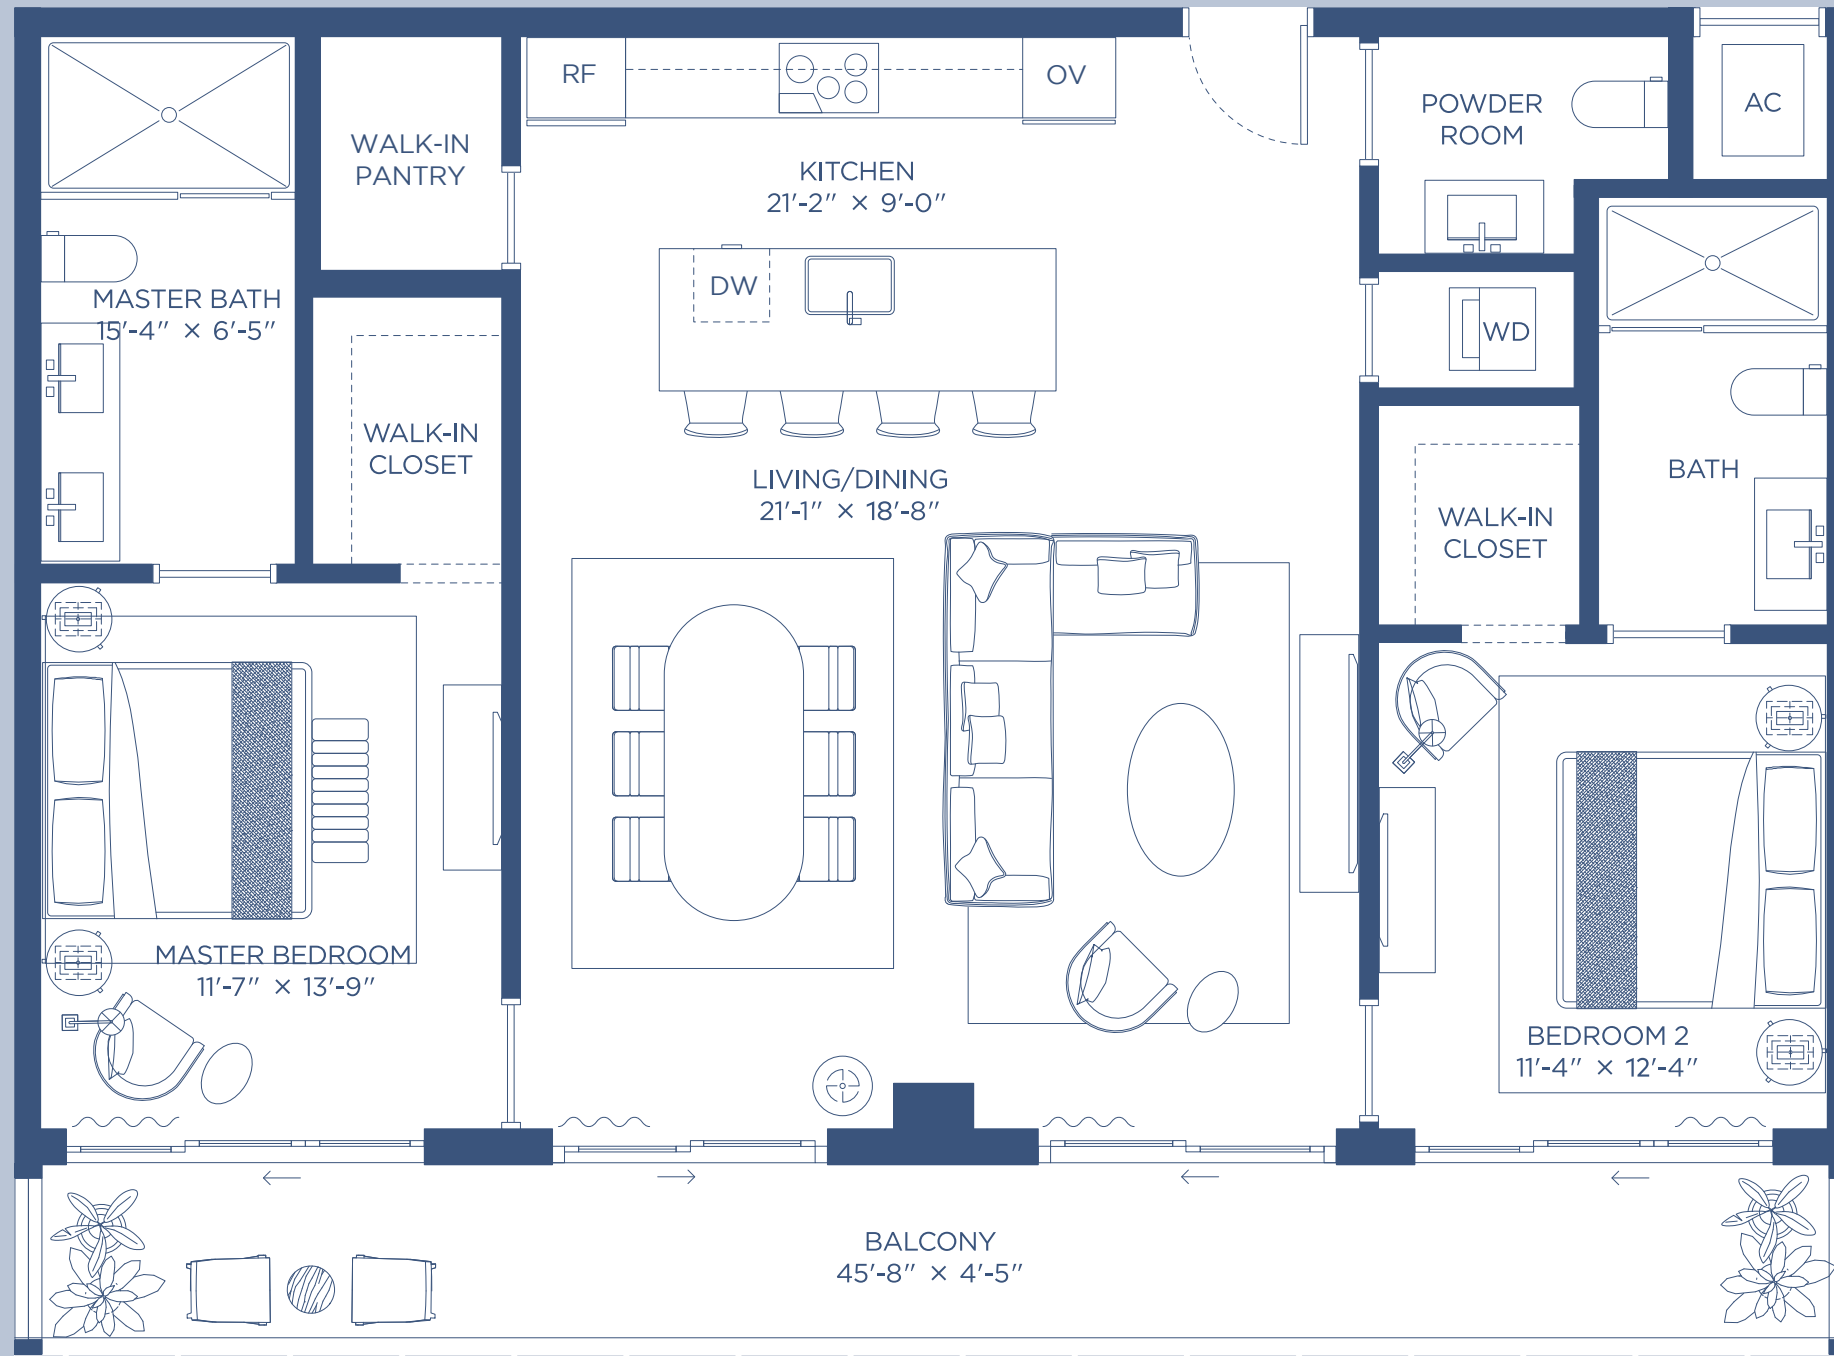 RF
OV
POWDER
ROOM
AC
WALK-IN
PANTRY
KITCHEN
21'-2" × 9'-0"
DW
MASTER BATH
15'-4" × 6'-5"
WD
WALK-IN
CLOSET
LIVING/DINING
21'-1" × 18'-8"
BATH
WALK-IN
CLOSET
MASTER BEDROOM
11'-7" × 13'-9"
BEDROOM 2
11'-4" × 12'-4"
BALCONY
45'-8" × 4'-5"